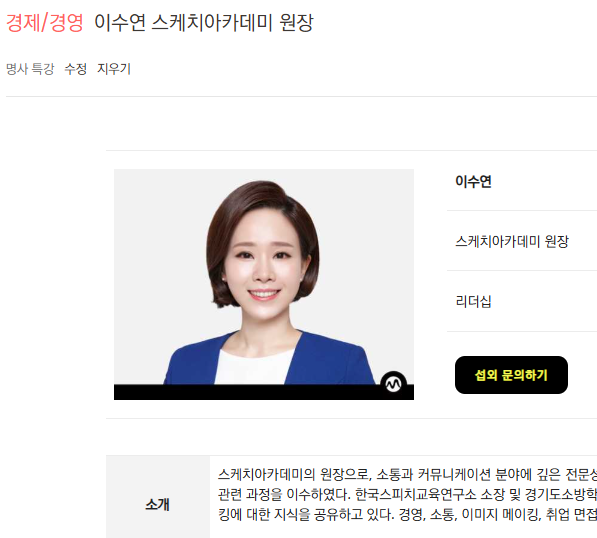 경제/경영 이수연 스케치아카데미 원장
명사 특강 수정 지우기
이수연
스케치아카데미 원장
리더십
섭외 문의하기
소개
스케치아카데미의 원장으로, 소통과 커뮤니케이션 분야에 깊은 전문성
관련 과정을 이수하였다. 한국스피치교육연구소 소장 및 경기도소방학
킹에 대한 지식을 공유하고 있다. 경영, 소통, 이미지 메이킹, 취업 면접